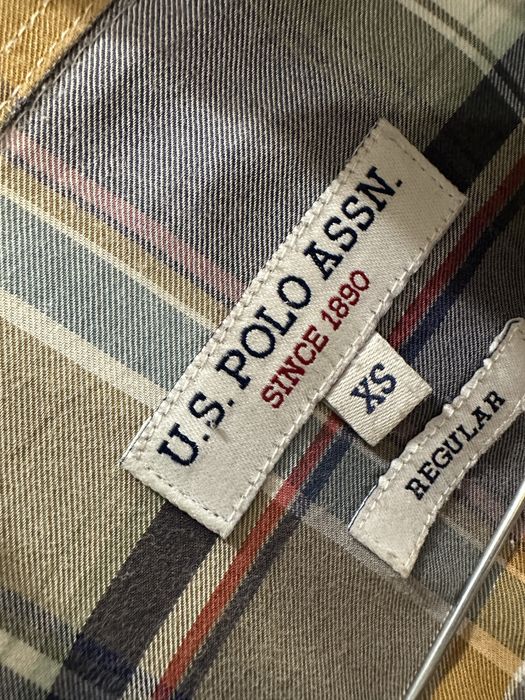 U.S. POLO ASSN.
SINCE 1890
XS
REGULAR